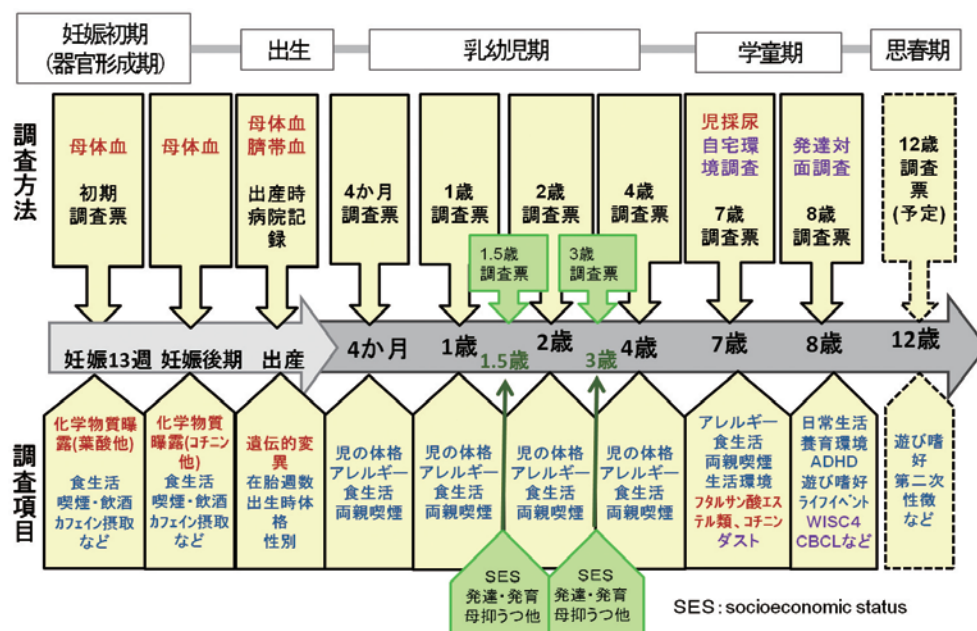 妊娠初期
(器官形成期)
出生
乳幼児期
学童期
思春期
調査方法
母体血
初期
調査票
母体血
母体血
臍帯血
出産時
病院記
録
4か月
調査票
1歳
調査票
2歳
調査票
4歳
調査票
児採尿
自宅環
境調査
7歳
調査票
発達対
面調査
8歳
調査票
12歳
調査
票
(予定)
1.5歳
調査票
3歳
調査票
妊娠13週
妊娠後期
出産
4か月
1歳
1.5歳
2歳
3歳
4歳
7歳
8歳
12歳
調査項目
化学物質曝
露(葉酸他)
食生活
喫煙・飲酒
カフェイン摂取
など
化学物質
曝露(コチニン
他)
食生活
喫煙・飲酒
カフェイン摂取
など
遺伝的変
異
在胎週数
出生時体
格
性別
児の体格
アレルギー
食生活
両親喫煙
児の体格
アレルギー
食生活
両親喫煙
児の体格
アレルギー
食生活
両親喫煙
児の体格
アレルギー
食生活
両親喫煙
アレルギー
食生活
両親喫煙
生活環境
フタルサン酸エス
テル類、コチニン
ダスト
日常生活
養育環境
ADHD
遊び嗜好
ライフイベント
WISC4
CBCLなど
遊び嗜
好
第二次
性徴
など
SES
発達・発育
母抑うつ他
SES
発達・発育
母抑うつ他
SES：socioeconomic status